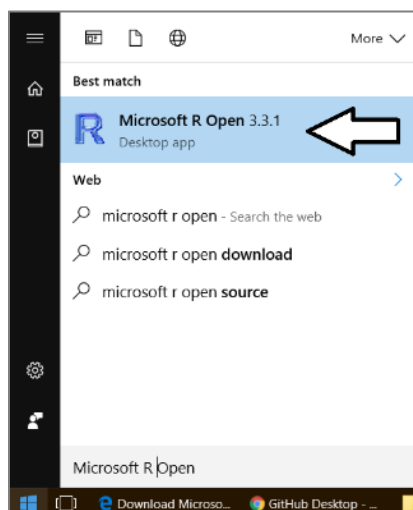 More
Best match
Microsoft R Open 3.3.1
Desktop app
Web
microsoft r open - Search the web
microsoft r open download
microsoft r open source
Microsoft R Open
Download Microso... GitHub Desktop - ...